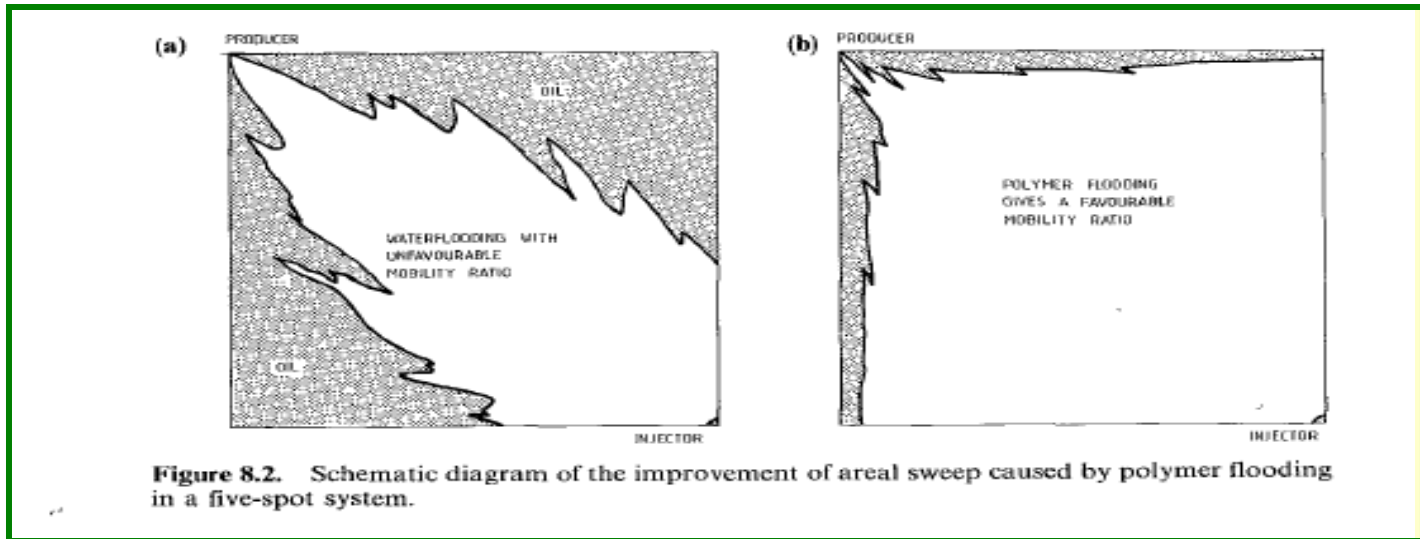 (a)
PRODUCER
OIL
WATERFLOODING WITH
UNFAVOURABLE
MOBILITY RATIO
OIL
INJECTOR
(b)
PRODUCER
POLYMER FLOODING
GIVES A FAVOURABLE
MOBILITY RATIO
INJECTOR
Figure 8.2. Schematic diagram of the improvement of areal sweep caused by polymer flooding
in a five-spot system.